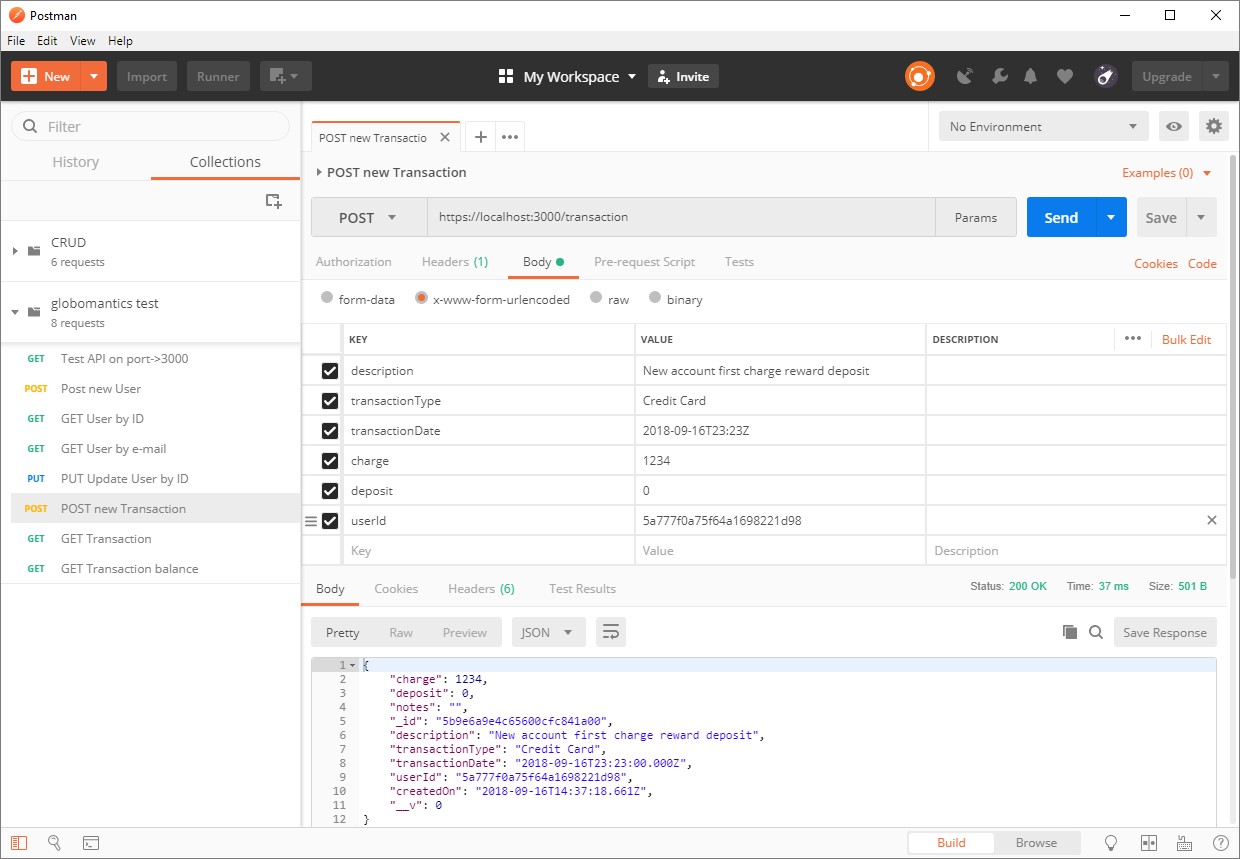 Postman
File Edit View Help
New Import Runner My Workspace Invite Upgrade
Filter
History Collections
CRUD
6 requests
globomantics test
8 requests
GET Test API on port->3000
POST Post new User
GET GET User by ID
GET GET User by e-mail
PUT PUT Update User by ID
POST POST new Transaction
GET GET Transaction
GET GET Transaction balance
POST new Transactio No Environment
POST new Transaction Examples (0)
POST https://localhost:3000/transaction Params Send Save
Authorization Headers (1) Body Pre-request Script Tests Cookies Code
form-data x-www-form-urlencoded raw binary
KEY VALUE DESCRIPTION Bulk Edit
description New account first charge reward deposit
transactionType Credit Card
transactionDate 2018-09-16T23:23Z
charge 1234
deposit 0
userId 5a777f0a75f64a1698221d98
Key Value Description
Body Cookies Headers (6) Test Results Status: 200 OK Time: 37 ms Size: 501 B
Pretty Raw Preview JSON Save Response
1 {
2 "charge": 1234,
3 "deposit": 0,
4 "notes": "",
5 "_id": "5b9e6a9e4c65600cfc841a00",
6 "description": "New account first charge reward deposit",
7 "transactionType": "Credit Card",
8 "transactionDate": "2018-09-16T23:23:00.000Z",
9 "userId": "5a777f0a75f64a1698221d98",
10 "createdOn": "2018-09-16T14:37:18.661Z",
11 "__v": 0
12 }
Build Browse